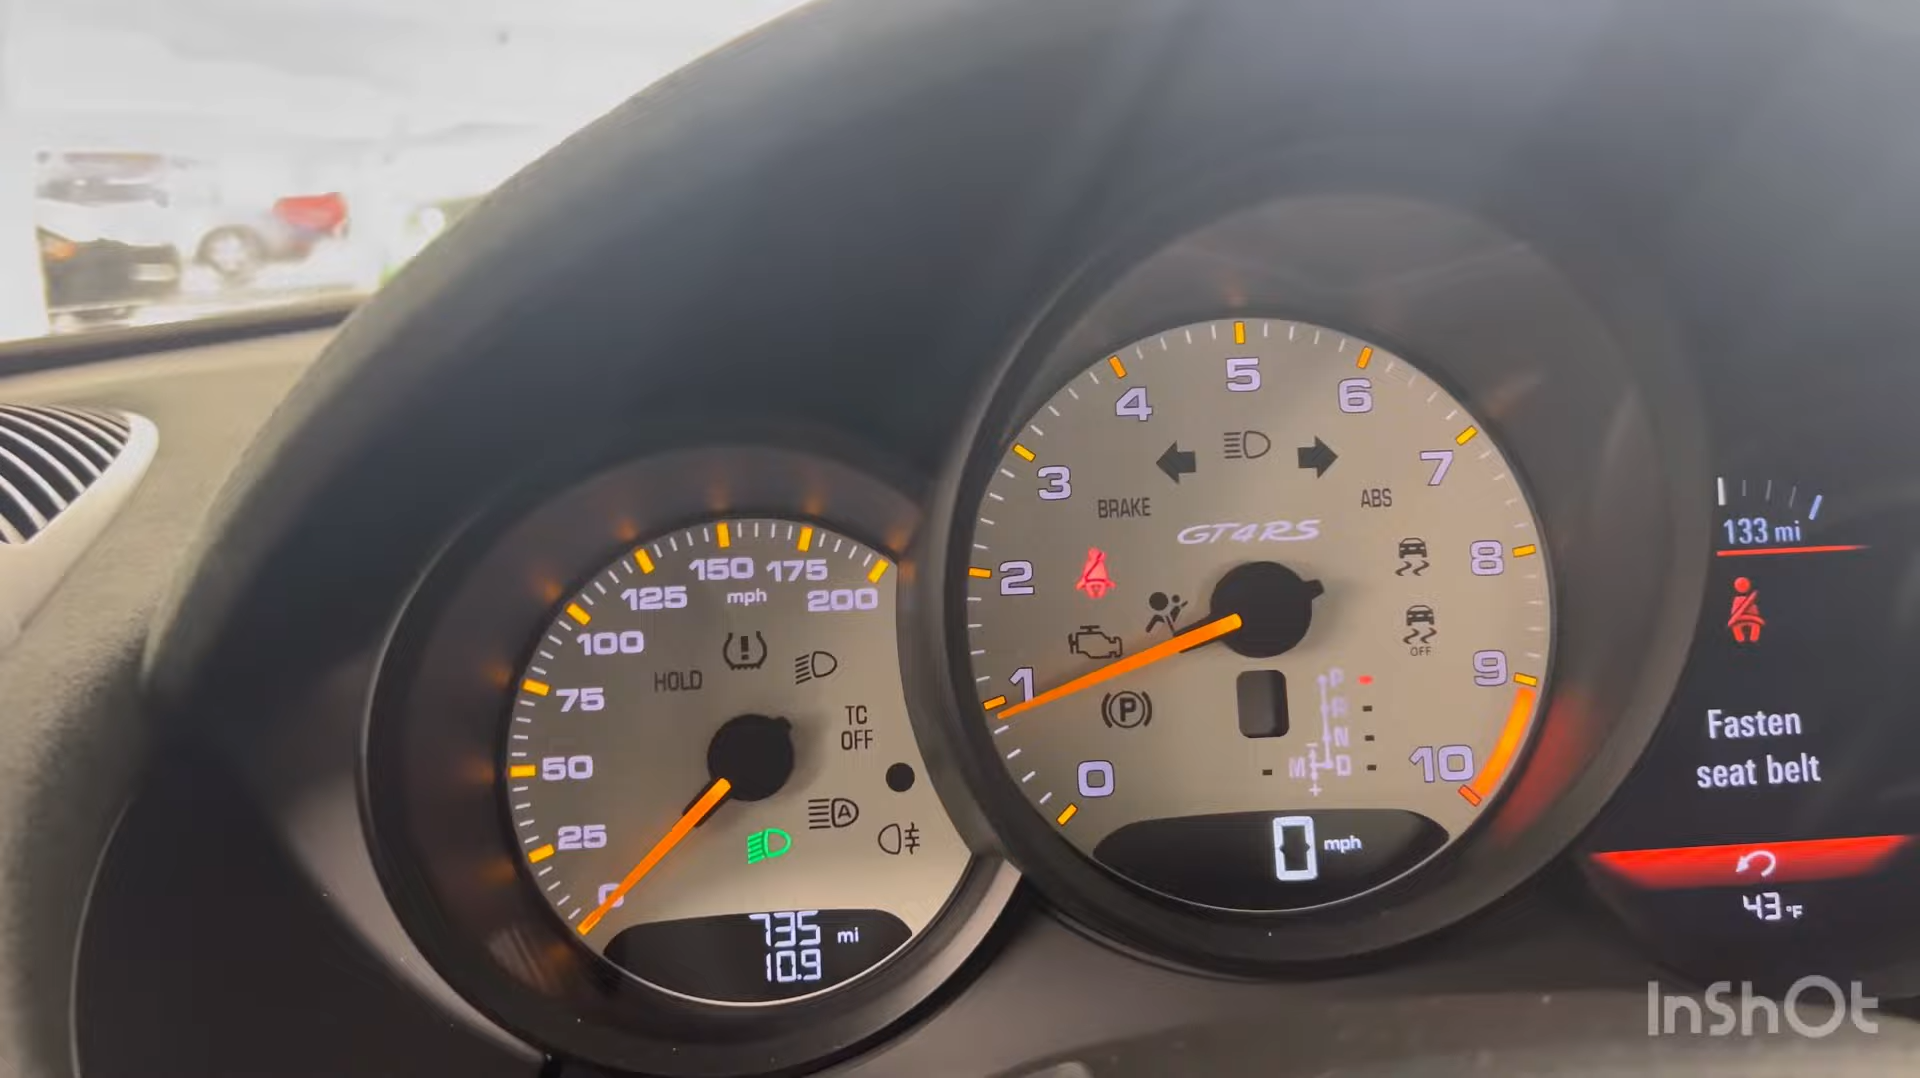 150
175
125
mph
200
100
HOLD
75
TC
OFF
50
A
25
0
735 mi
10.9
5
4
6
3
7
BRAKE
ABS
GT4RS
2
8
OFF
1
9
P
P
R
N
M
D
+
0
10
0 mph
133 mi
Fasten
seat belt
43°F
InShOt